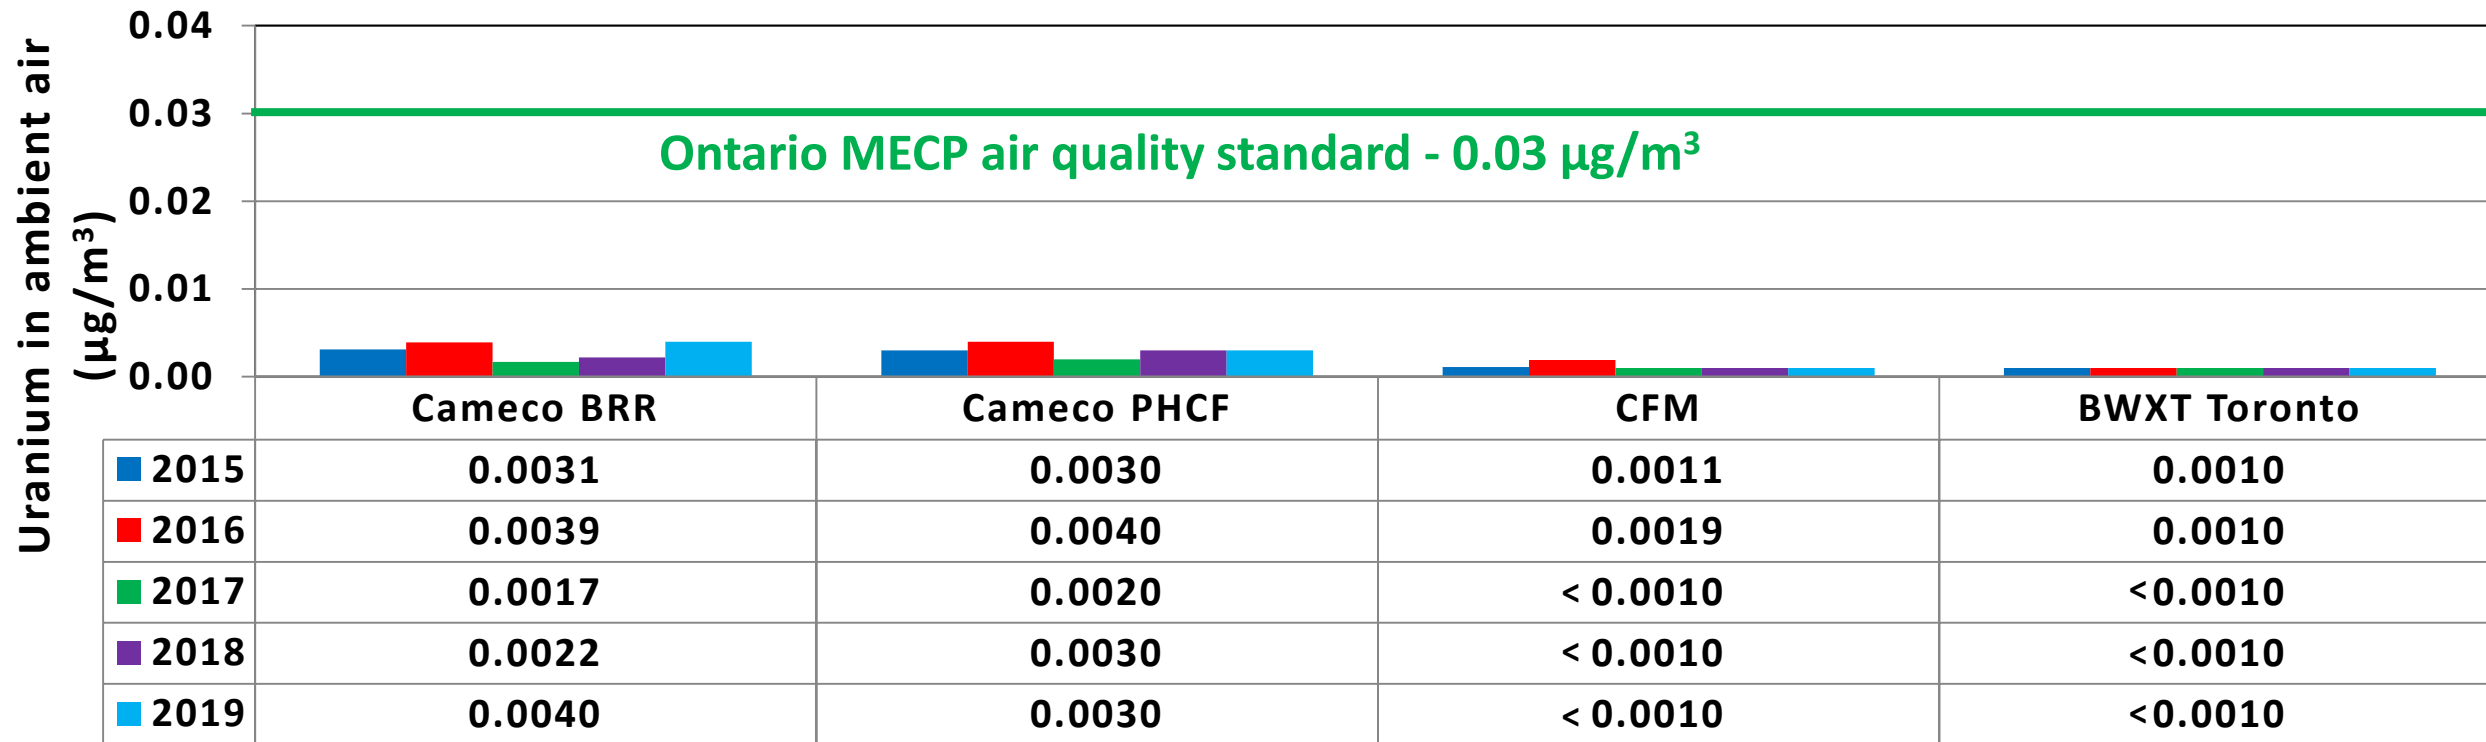 Uranium in ambient air
(µg/m³)
0.04
0.03
0.02
0.01
0.00
Ontario MECP air quality standard - 0.03 µg/m³
Cameco BRR Cameco PHCF CFM BWXT Toronto
2015 0.0031 0.0030 0.0011 0.0010
2016 0.0039 0.0040 0.0019 0.0010
2017 0.0017 0.0020 < 0.0010 <0.0010
2018 0.0022 0.0030 < 0.0010 <0.0010
2019 0.0040 0.0030 < 0.0010 <0.0010